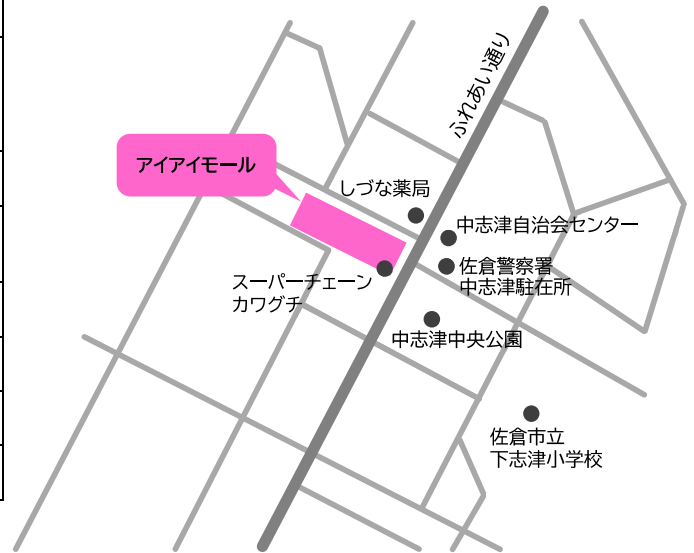 ふれあい通り
アイアイモール
しづな薬局
中志津自治会センター
佐倉警察署
中志津駐在所
スーパーチェーン
カワグチ
中志津中央公園
佐倉市立
下志津小学校